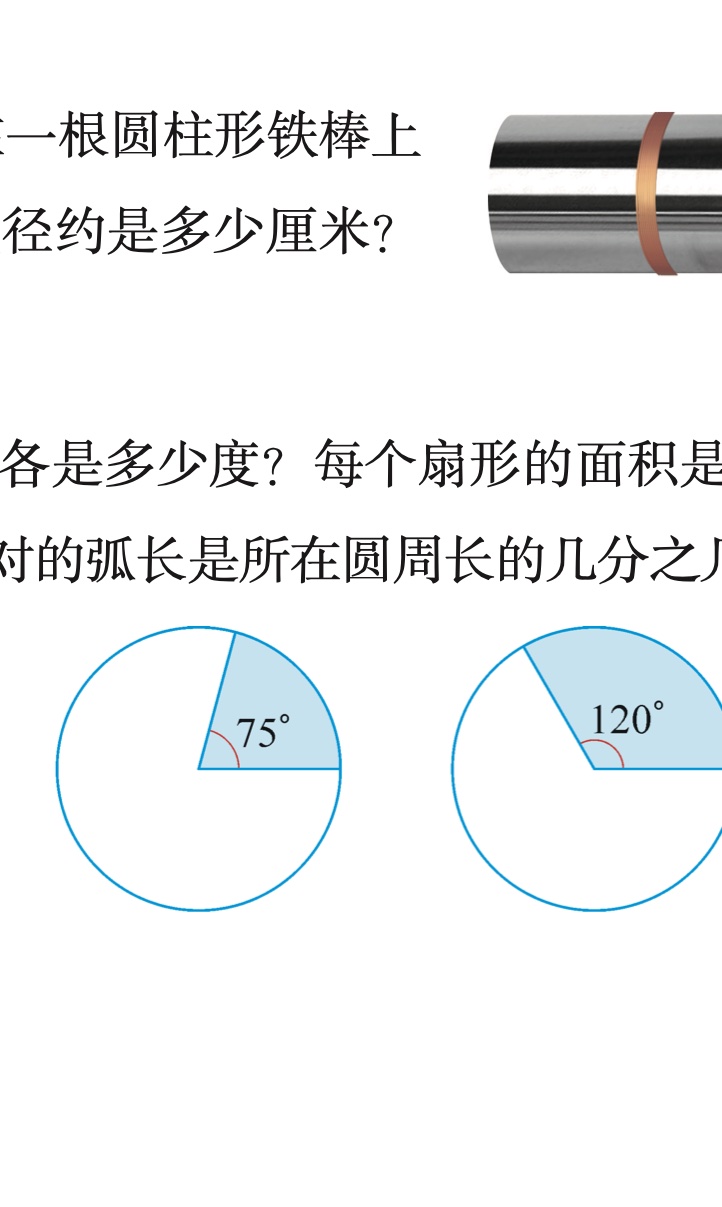 一根圆柱形铁棒上
径约是多少厘米？
各是多少度？每个扇形的面积是
对的弧长是所在圆周长的几分之
75°
120°